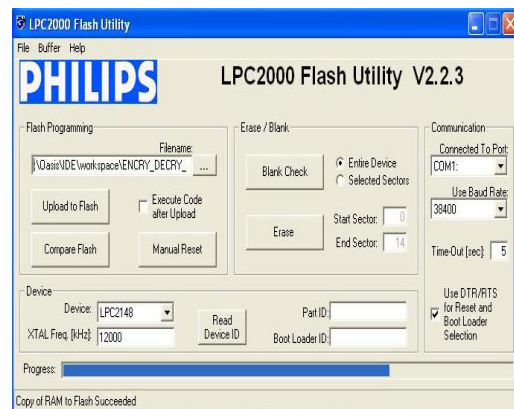 LPC2000 Flash Utility
File Buffer Help
PHILIPS
LPC2000 Flash Utility V2.2.3
Flash Programming
Filename:
\Oasis\IDE\workspace\ENCRY_DECRY_ ...
Upload to Flash
Execute Code after Upload
Compare Flash
Manual Reset
Erase / Blank
Blank Check
Entire Device
Selected Sectors
Erase
Start Sector: 0
End Sector: 14
Communication
Connected To Port:
COM1:
Use Baud Rate:
38400
Time-Out [sec]: 5
Use DTR/RTS
for Reset and
Boot Loader
Selection
Device
Device: LPC2148
XTAL Freq. [kHz]: 12000
Read
Device ID
Part ID:
Boot Loader ID:
Progress:
Copy of RAM to Flash Succeeded